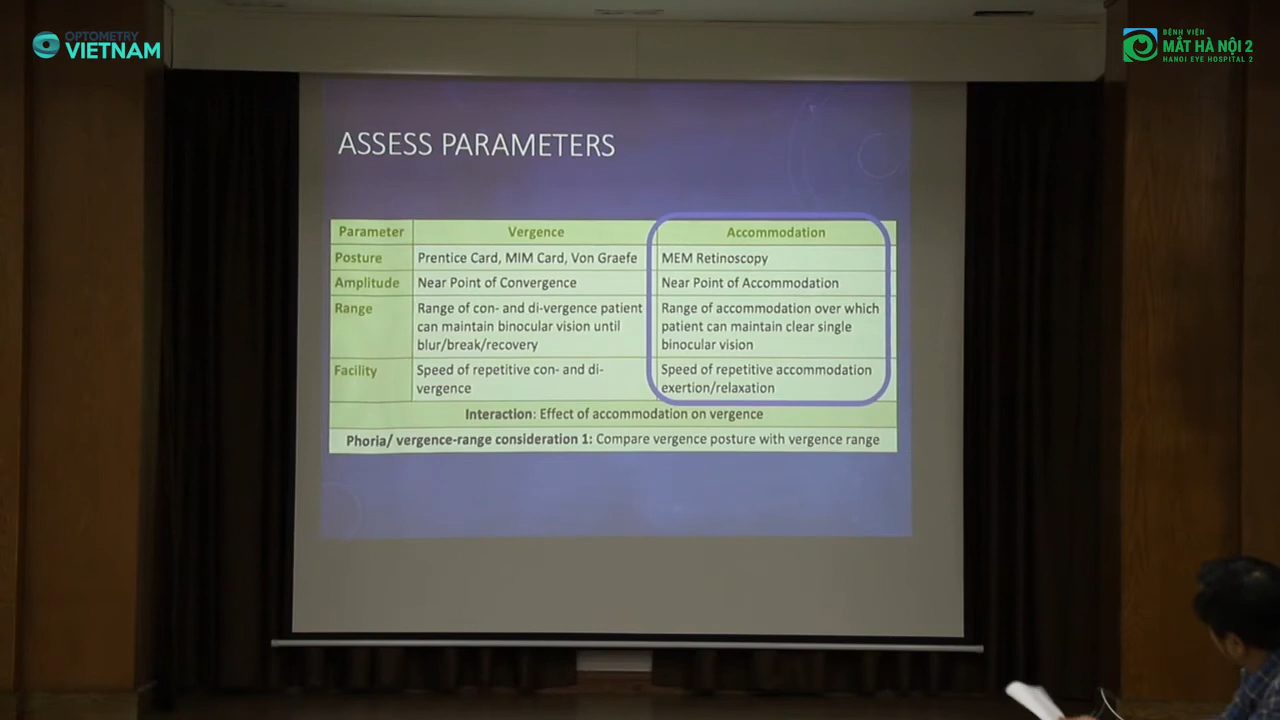 OPTOMETRY
VIETNAM
BỆNH VIỆN
MẮT HÀ NỘI 2
HANOI EYE HOSPITAL 2
ASSESS PARAMETERS
Parameter Vergence Accommodation
Posture Prentice Card, MIM Card, Von Graefe MEM Retinoscopy
Amplitude Near Point of Convergence Near Point of Accommodation
Range Range of con- and di-vergence patient Range of accommodation over which
can maintain binocular vision until patient can maintain clear single
blur/break/recovery binocular vision
Facility Speed of repetitive con- and di- Speed of repetitive accommodation
vergence exertion/relaxation
Interaction: Effect of accommodation on vergence
Phoria/ vergence-range consideration 1: Compare vergence posture with vergence range